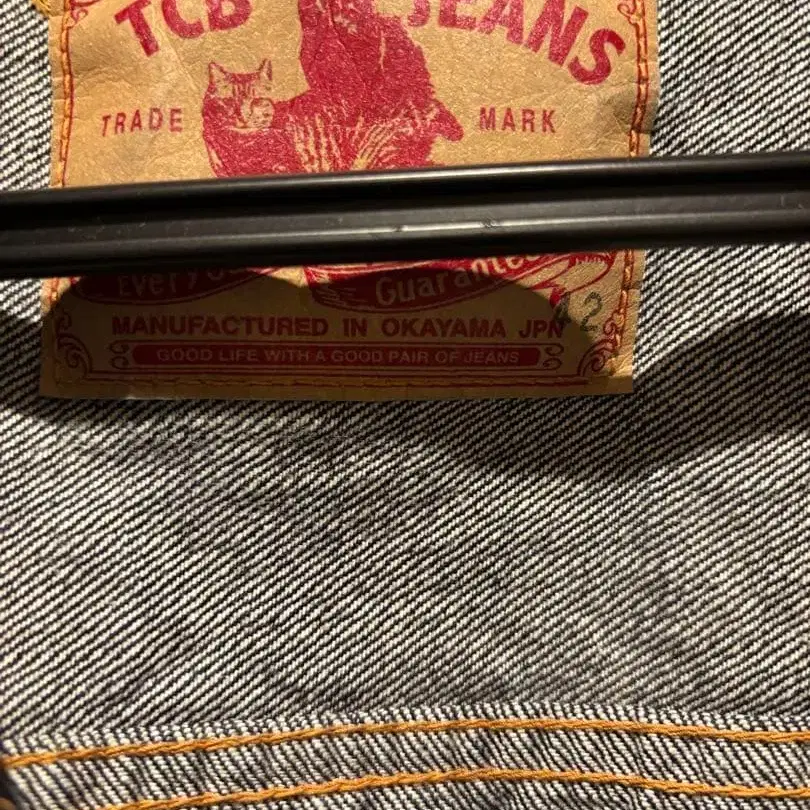 TCB JEANS
TRADE MARK
Guarantee
MANUFACTURED IN OKAYAMA JPN
42
GOOD LIFE WITH A GOOD PAIR OF JEANS